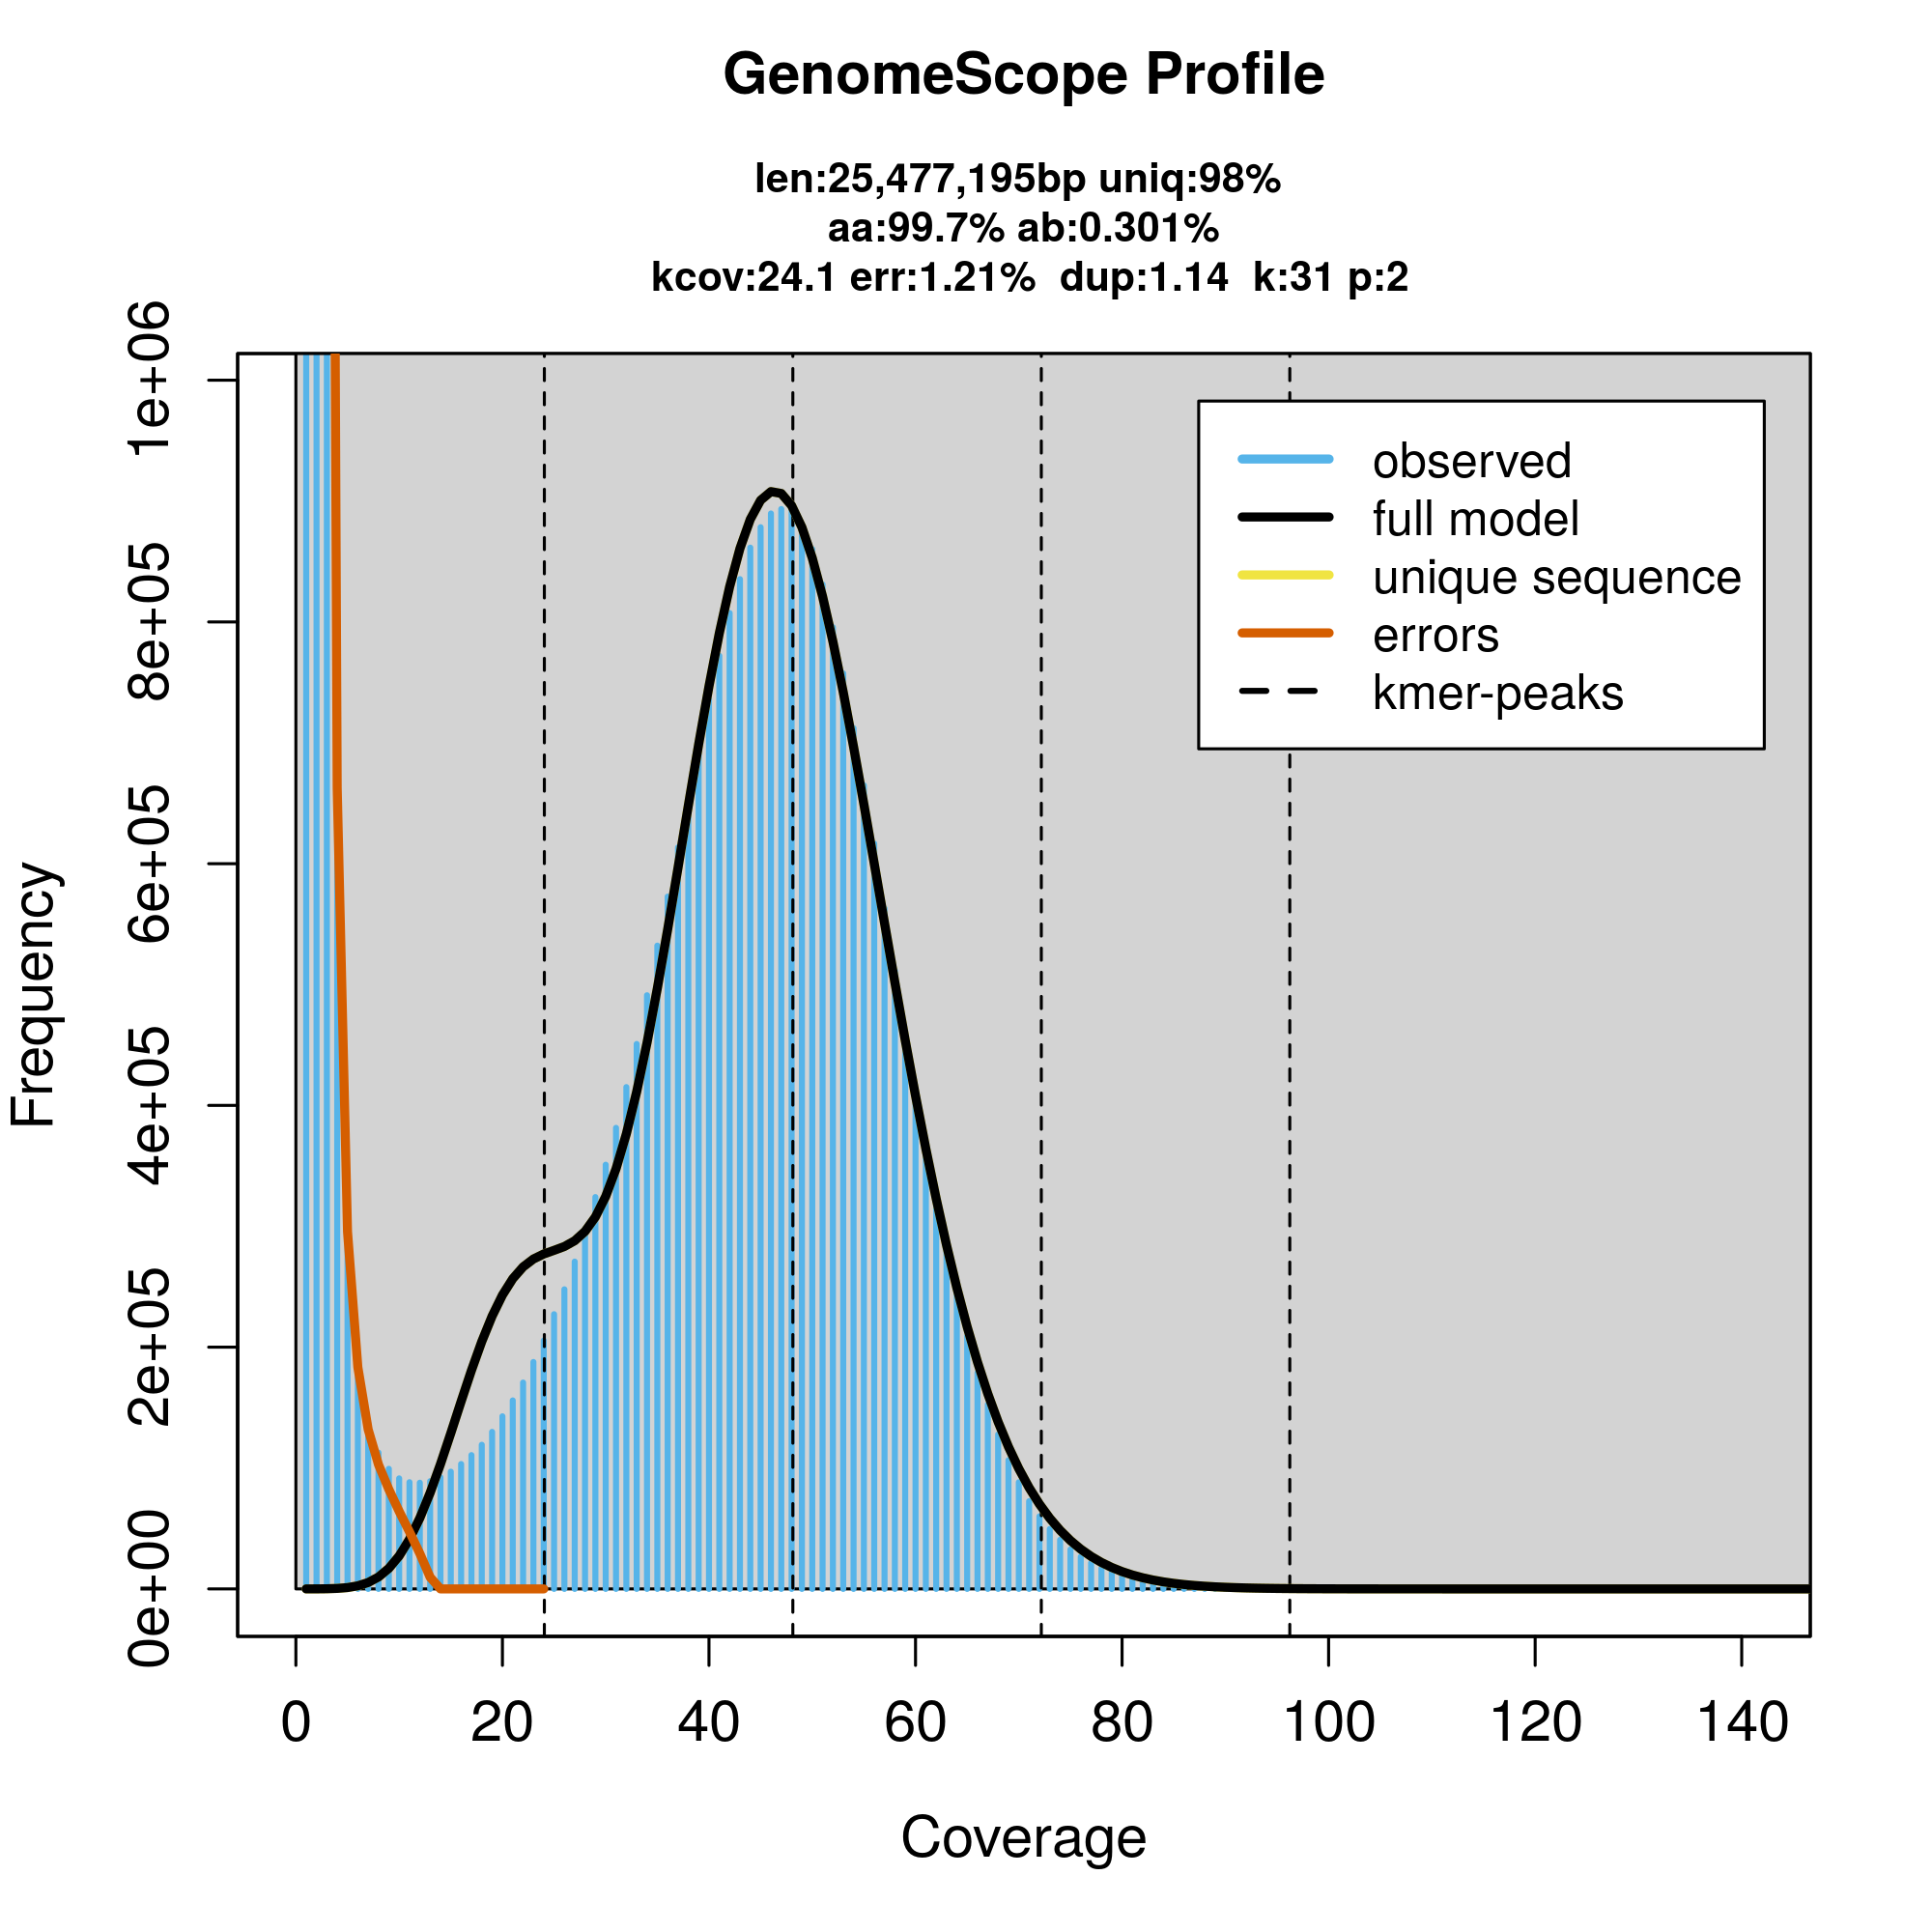 GenomeScope Profile
len:25,477,195bp uniq:98%
aa:99.7% ab:0.301%
kcov:24.1 err:1.21% dup:1.14 k:31 p:2
1e+06
8e+05
6e+05
4e+05
2e+05
0e+00
Frequency
observed
full model
unique sequence
errors
kmer-peaks
0 20 40 60 80 100 120 140
Coverage